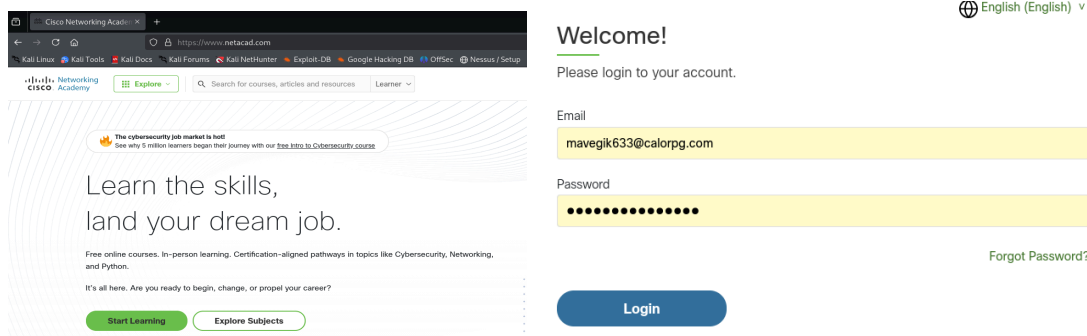 Cisco Networking Academ
https://www.netacad.com
Kali Linux Kali Tools Kali Docs Kali Forums Kali NetHunter Exploit-DB Google Hacking DB OffSec Nessus / Setup
CISCO Networking Academy
Explore
Search for courses, articles and resources
Learner
The cybersecurity job market is hot!
See why 5 million learners began their journey with our free Intro to Cybersecurity course
Learn the skills,
land your dream job.
Free online courses. In-person learning. Certification-aligned pathways in topics like Cybersecurity, Networking,
and Python.
It's all here. Are you ready to begin, change, or propel your career?
Start Learning Explore Subjects
English (English)
Welcome!
Please login to your account.
Email
mavegik633@calorpg.com
Password
Forgot Password?
Login